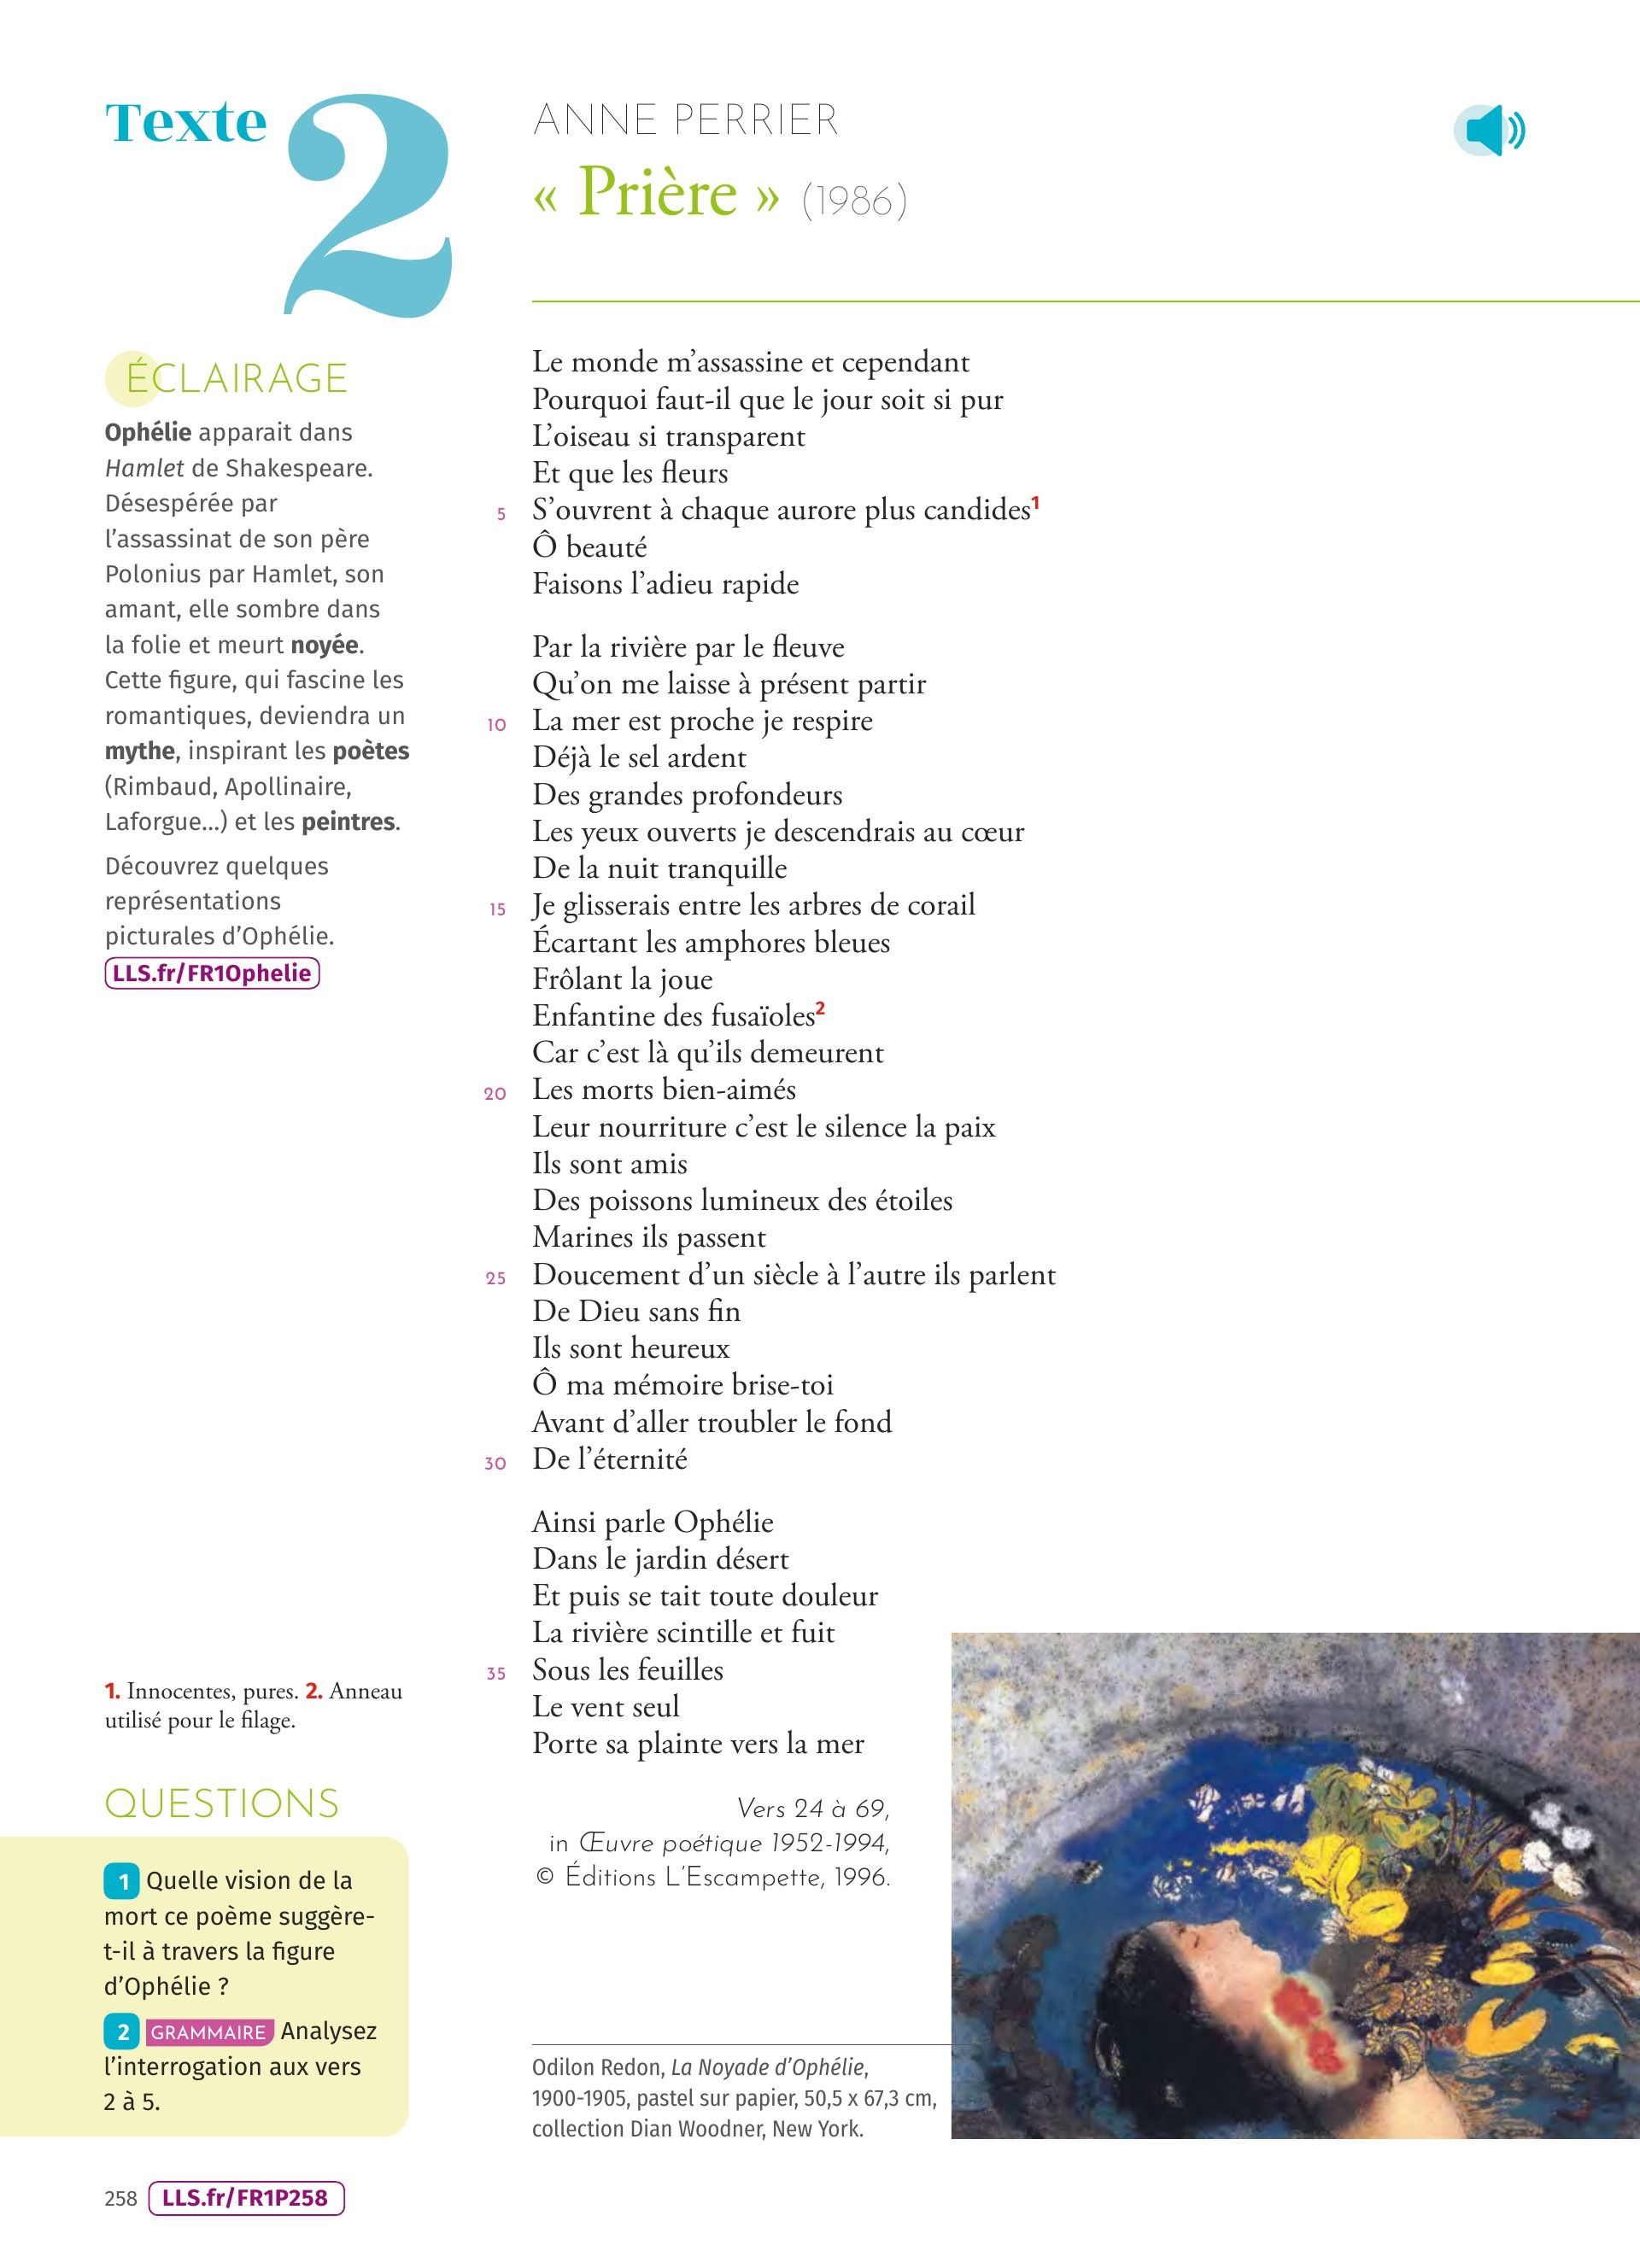 Texte 2
ANNE PERRIER
« Prière » (1986)
ÉCLAIRAGE
Ophélie apparait dans
Hamlet de Shakespeare.
Désespérée par
l’assassinat de son père
Polonius par Hamlet, son
amant, elle sombre dans
la folie et meurt noyée.
Cette figure, qui fascine les
romantiques, deviendra un
mythe, inspirant les poètes
(Rimbaud, Apollinaire,
Laforgue…) et les peintres.
Découvrez quelques
représentations
picturales d’Ophélie.
LLS.fr/FR1Ophelie
Le monde m’assassine et cependant
Pourquoi faut-il que le jour soit si pur
L’oiseau si transparent
Et que les fleurs
5 S’ouvrent à chaque aurore plus candides1
Ô beauté
Faisons l’adieu rapide
Par la rivière par le fleuve
Qu’on me laisse à présent partir
10 La mer est proche je respire
Déjà le sel ardent
Des grandes profondeurs
Les yeux ouverts je descendrais au cœur
De la nuit tranquille
15 Je glisserais entre les arbres de corail
Écartant les amphores bleues
Frôlant la joue
Enfantine des fusaïoles2
Car c’est là qu’ils demeurent
20 Les morts bien-aimés
Leur nourriture c’est le silence la paix
Ils sont amis
Des poissons lumineux des étoiles
Marines ils passent
25 Doucement d’un siècle à l’autre ils parlent
De Dieu sans fin
Ils sont heureux
Ô ma mémoire brise-toi
Avant d’aller troubler le fond
30 De l’éternité
Ainsi parle Ophélie
Dans le jardin désert
Et puis se tait toute douleur
La rivière scintille et fuit
35 Sous les feuilles
Le vent seul
Porte sa plainte vers la mer
Vers 24 à 69,
in Œuvre poétique 1952-1994,
© Éditions L’Escampette, 1996.
1. Innocentes, pures. 2. Anneau
utilisé pour le filage.
QUESTIONS
1 Quelle vision de la
mort ce poème suggère-
t-il à travers la figure
d’Ophélie ?
2 GRAMMAIRE Analysez
l’interrogation aux vers
2 à 5.
Odilon Redon, La Noyade d’Ophélie,
1900-1905, pastel sur papier, 50,5 x 67,3 cm,
collection Dian Woodner, New York.
258 LLS.fr/FR1P258